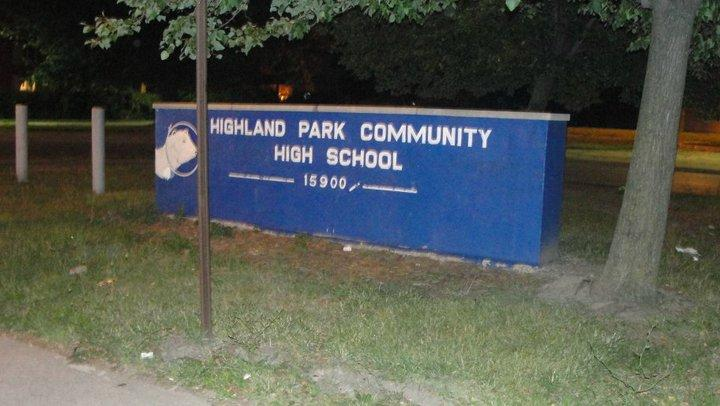 HIGHLAND PARK COMMUNITY
HIGH SCHOOL
15900